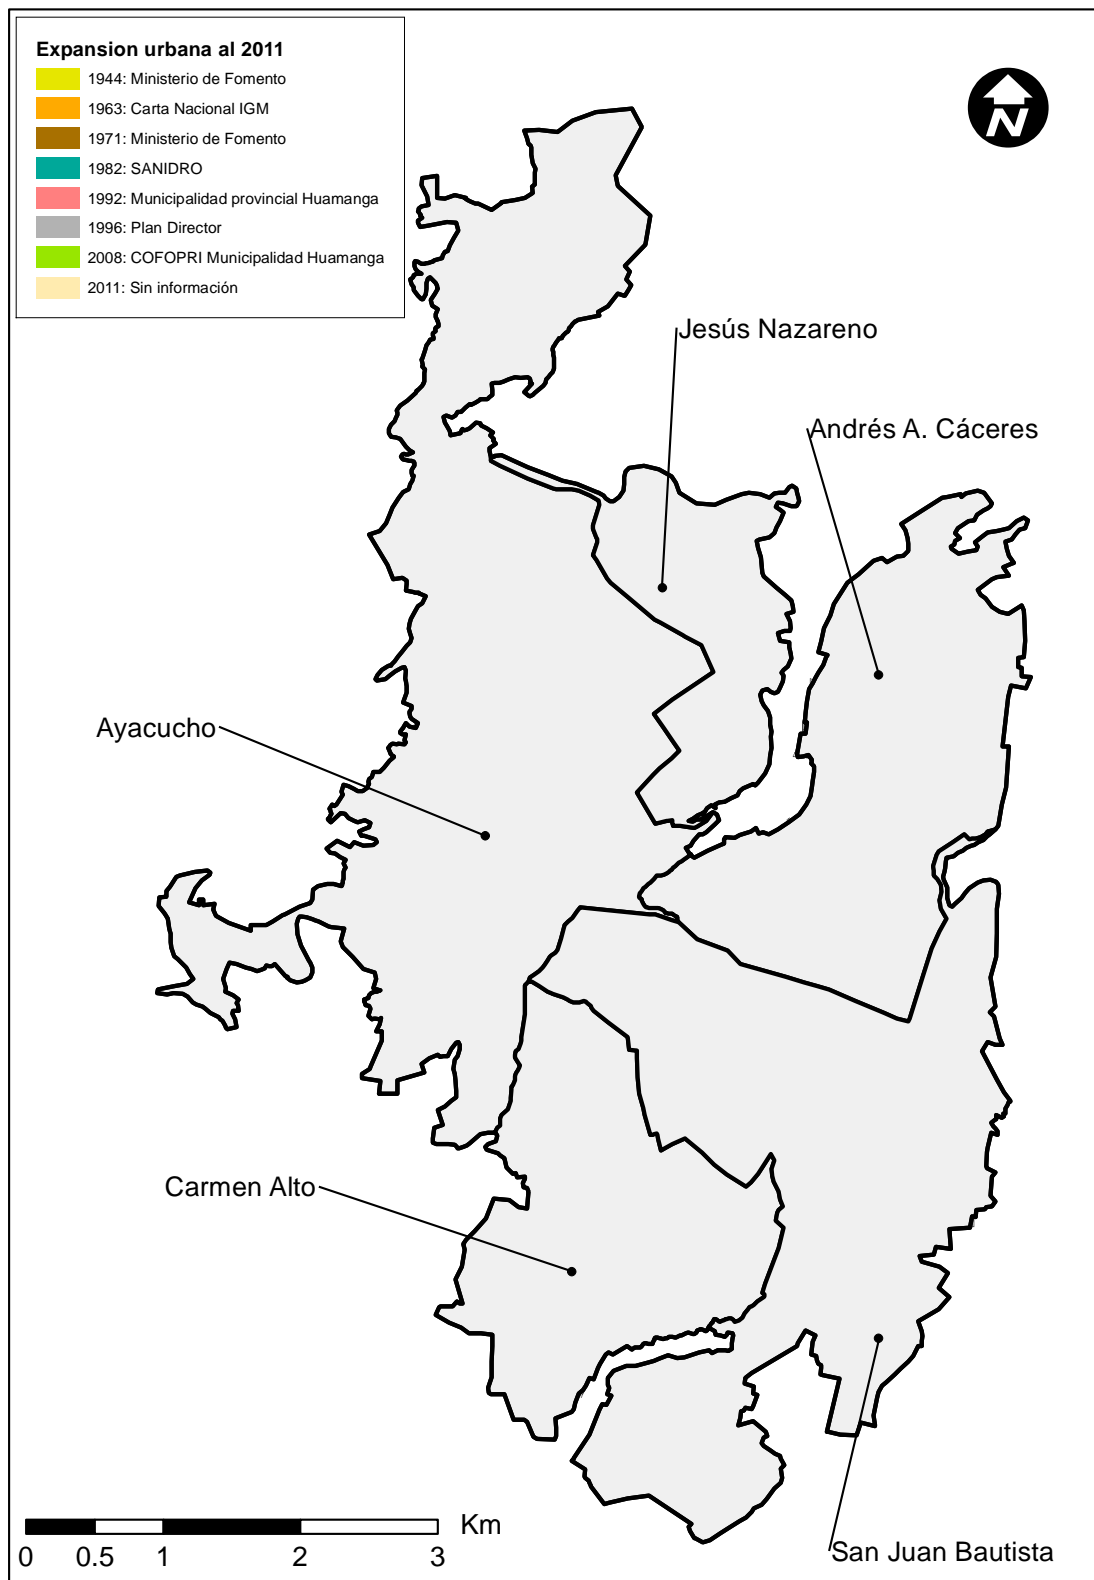 Expansion urbana al 2011
1944: Ministerio de Fomento
1963: Carta Nacional IGM
1971: Ministerio de Fomento
1982: SANIDRO
1992: Municipalidad provincial Huamanga
1996: Plan Director
2008: COFOPRI Municipalidad Huamanga
2011: Sin información
N
Jesús Nazareno
Andrés A. Cáceres
Ayacucho
Carmen Alto
San Juan Bautista
Km
0 0.5 1 2 3